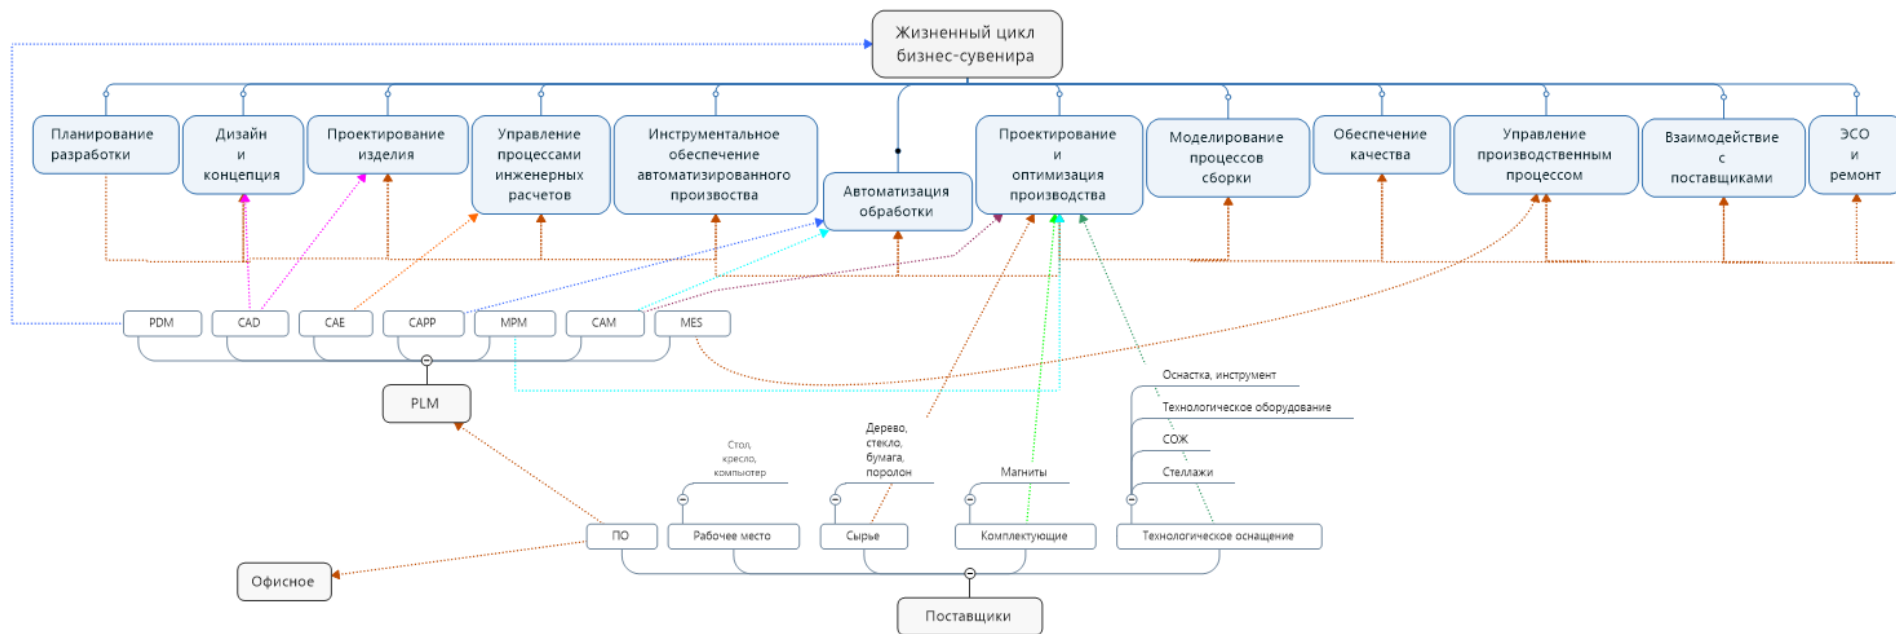 Жизненный цикл
бизнес-сувенира
Планирование
разработки
Дизайн
и
концепция
Проектирование
изделия
Управление
процессами
инженерных
расчетов
Инструментальное
обеспечение
автоматизированного
произвоства
Автоматизация
обработки
Проектирование
и
оптимизация
производства
Моделирование
процессов
сборки
Обеспечение
качества
Управление
производственным
процессом
Взаимодействие
с
поставщиками
ЭСО
и
ремонт
PDM
CAD
CAE
CAPP
MPM
CAM
MES
PLM
Оснастка, инструмент
Технологическое оборудование
СОЖ
Стеллажи
Стол,
кресло,
компьютер
Дерево,
стекло,
бумага,
поролон
Магниты
ПО
Рабочее место
Сырье
Комплектующие
Технологическое оснащение
Офисное
Поставщики